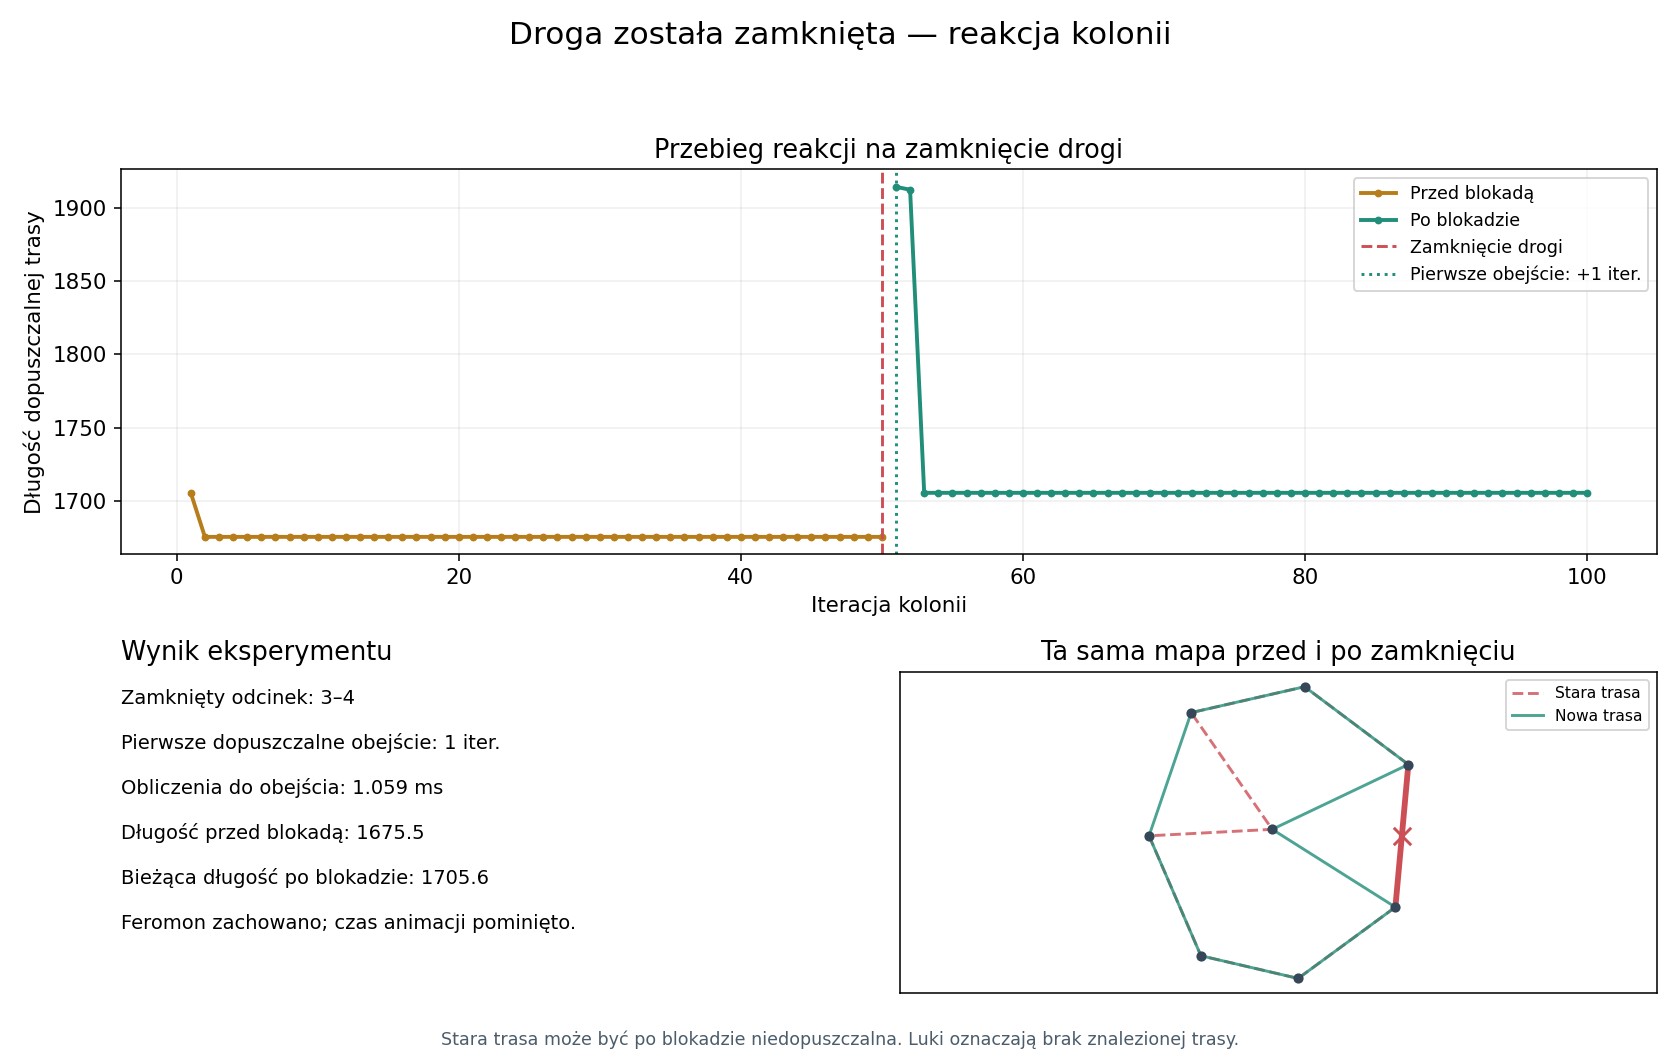 Droga została zamknięta — reakcja kolonii
Przebieg reakcji na zamknięcie drogi
Długość dopuszczalnej trasy
1900
1850
1800
1750
1700
Przed blokadą
Po blokadzie
Zamknięcie drogi
Pierwsze obejście: +1 iter.
0
20
40
60
80
100
Iteracja kolonii
Wynik eksperymentu
Zamknięty odcinek: 3–4
Pierwsze dopuszczalne obejście: 1 iter.
Obliczenia do obejścia: 1.059 ms
Długość przed blokadą: 1675.5
Bieżąca długość po blokadzie: 1705.6
Feromon zachowano; czas animacji pominięto.
Ta sama mapa przed i po zamknięciu
Stara trasa
Nowa trasa
Stara trasa może być po blokadzie niedopuszczalna. Luki oznaczają brak znalezionej trasy.